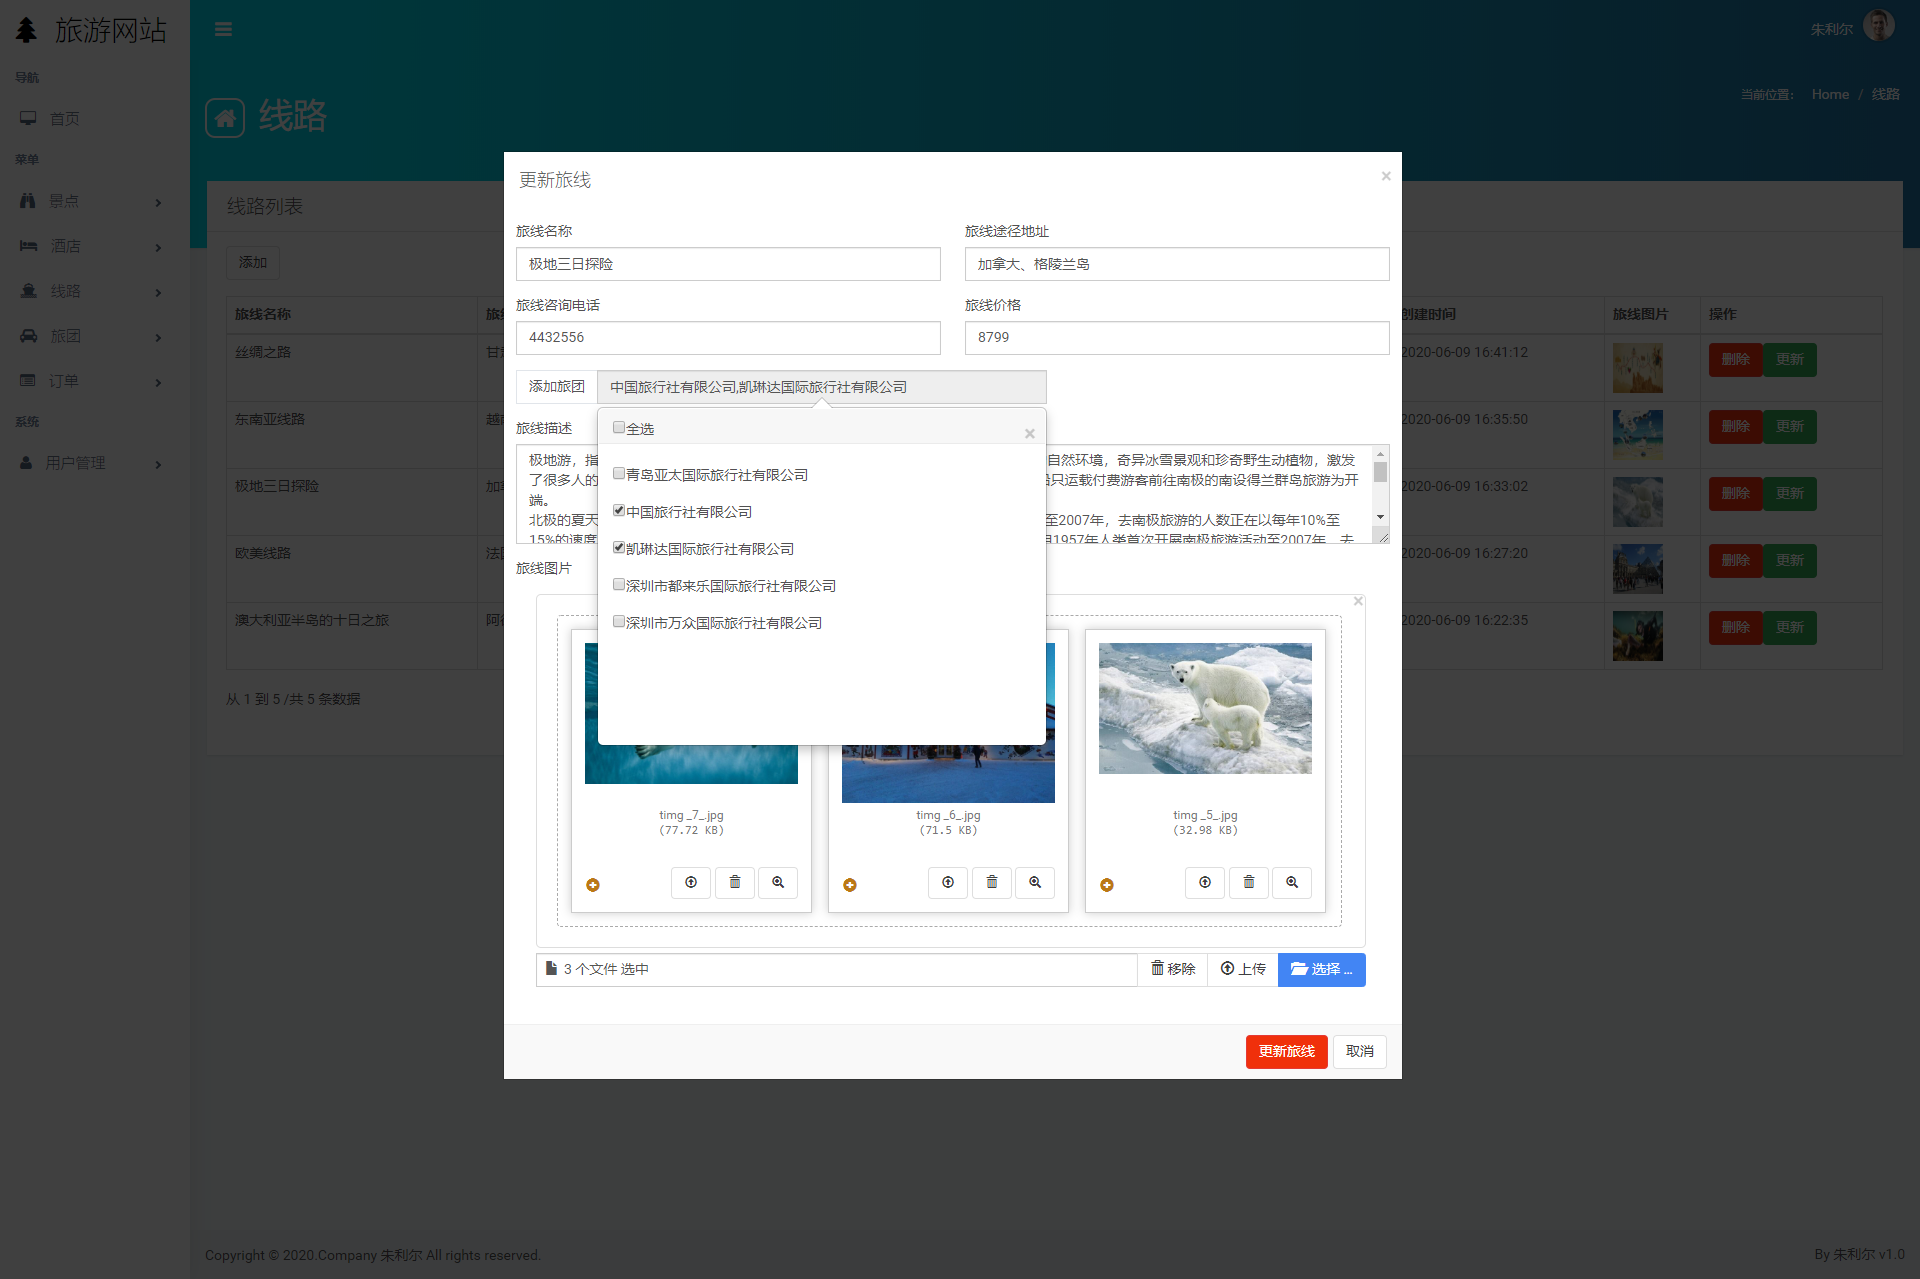 旅游网站
朱利尔
导航
首页
菜单
景点
酒店
线路
旅团
订单
系统
用户管理
线路
当前位置： Home / 线路
线路列表
添加
旅线名称
创建时间 旅线图片 操作
丝绸之路
2020-06-09 16:41:12 删除 更新
东南亚线路
2020-06-09 16:35:50 删除 更新
极地三日探险
2020-06-09 16:33:02 删除 更新
欧美线路
2020-06-09 16:27:20 删除 更新
澳大利亚半岛的十日之旅
2020-06-09 16:22:35 删除 更新
从 1 到 5 /共 5 条数据
更新旅线
×
旅线名称 旅线途径地址
极地三日探险 加拿大、格陵兰岛
旅线咨询电话 旅线价格
4432556 8799
添加旅团 中国旅行社有限公司,凯琳达国际旅行社有限公司
全选 ×
青岛亚太国际旅行社有限公司
中国旅行社有限公司
凯琳达国际旅行社有限公司
深圳市都来乐国际旅行社有限公司
深圳市万众国际旅行社有限公司
旅线描述
极地游，指 自然环境，奇异冰雪景观和珍奇野生动植物，激发
了很多人的 只运载付费游客前往南极的南设得兰群岛旅游为开
端。
北极的夏天 至2007年，去南极旅游的人数正在以每年10%至
15%的速度 1957年人类首次开展南极旅游活动至2007年，去
旅线图片
×
timg_7_.jpg
(77.72 KB)
timg_6_.jpg
(71.5 KB)
timg_5_.jpg
(32.98 KB)
3 个文件 选中 移除 上传 选择 ...
更新旅线 取消
Copyright © 2020.Company 朱利尔 All rights reserved.
By 朱利尔 v1.0